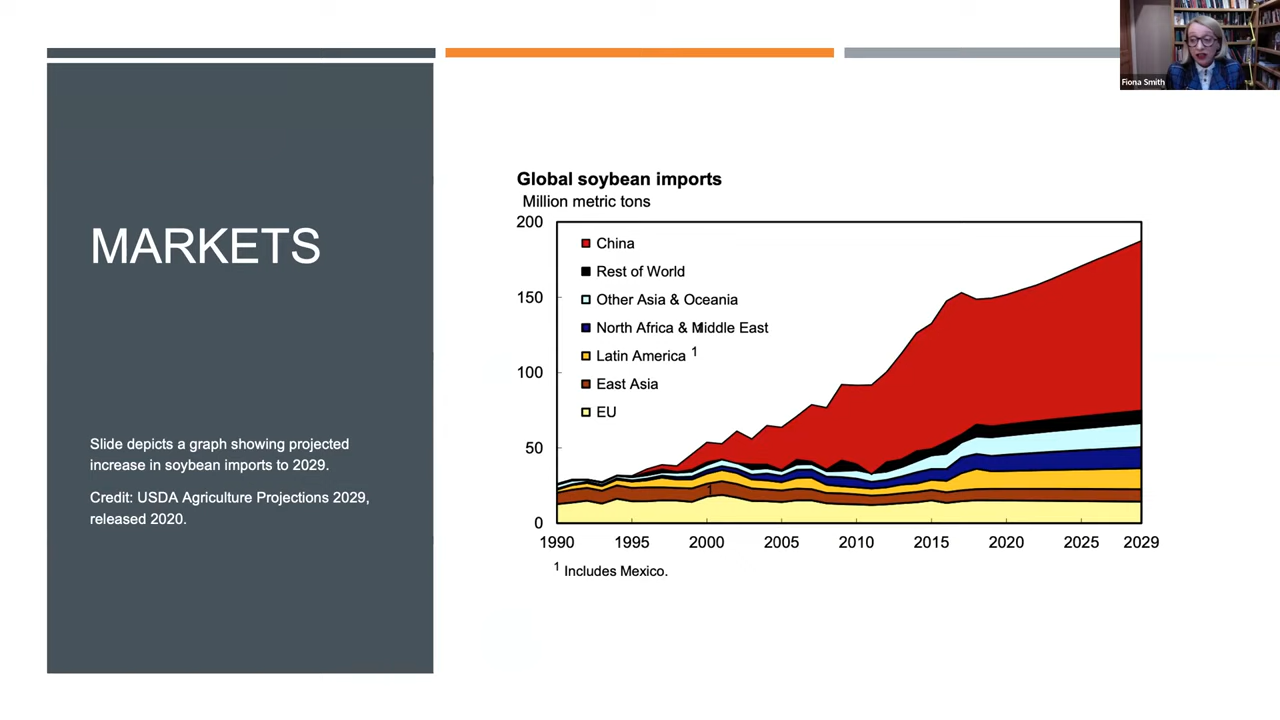 Fiona Smith
MARKETS
Slide depicts a graph showing projected
increase in soybean imports to 2029.
Credit: USDA Agriculture Projections 2029,
released 2020.
Global soybean imports
Million metric tons
200
150
100
50
0
China
Rest of World
Other Asia & Oceania
North Africa & Middle East
Latin America 1
East Asia
EU
1
1990 1995 2000 2005 2010 2015 2020 2025 2029
1 Includes Mexico.